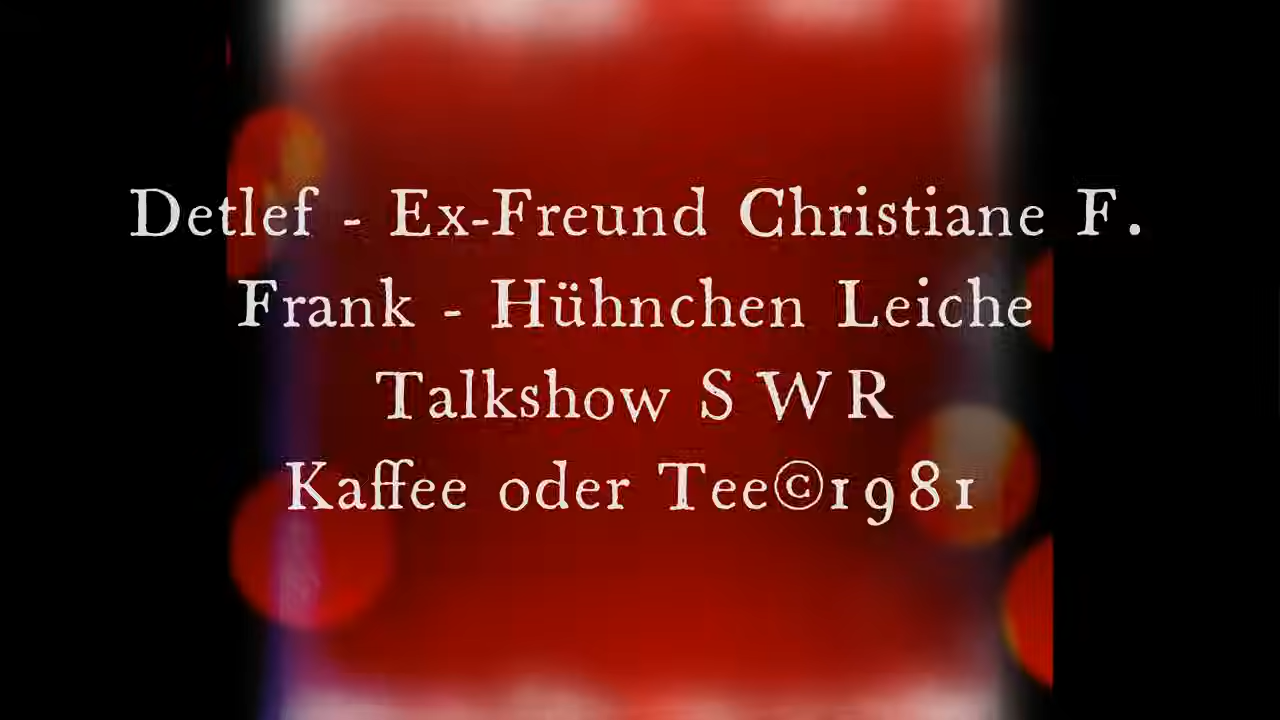 Detlef - Ex-Freund Christiane F.
Frank - Hühnchen Leiche
Talkshow S W R
Kaffee oder Tee©1981